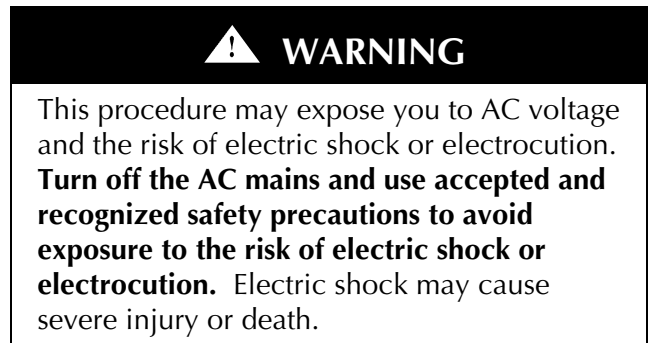 WARNING
This procedure may expose you to AC voltage
and the risk of electric shock or electrocution.
Turn off the AC mains and use accepted and
recognized safety precautions to avoid
exposure to the risk of electric shock or
electrocution. Electric shock may cause
severe injury or death.